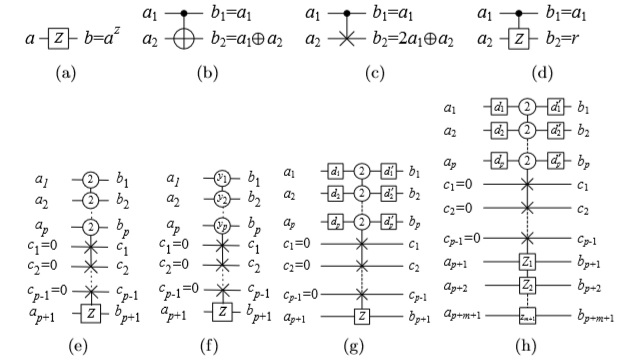 a Z b=a^z
a₁ b₁=a₁
a₂ b₂=a₁⊕a₂
a₁ b₁=a₁
a₂ b₂=2a₁⊕a₂
a₁ b₁=a₁
a₂ Z b₂=r
(a) (b) (c) (d)
a₁ 2 b₁
a₂ 2 b₂
aₚ 2 bₚ
c₁=0 c₁
c₂=0 c₂
cₚ₋₁=0 cₚ₋₁
aₚ₊₁ Z bₚ₊₁
(e)
a₁ y₁ b₁
a₂ y₂ b₂
aₚ yₚ bₚ
c₁=0 c₁
c₂=0 c₂
cₚ₋₁=0 cₚ₋₁
aₚ₊₁ Z bₚ₊₁
(f)
a₁ d₁ 2 d₁′ b₁
a₂ d₂ 2 d₂′ b₂
aₚ dₚ 2 dₚ′ bₚ
c₁=0 c₁
c₂=0 c₂
cₚ₋₁=0 cₚ₋₁
aₚ₊₁ Z bₚ₊₁
(g)
a₁ d₁ 2 d₁′ b₁
a₂ d₂ 2 d₂′ b₂
aₚ dₚ 2 dₚ′ bₚ
c₁=0 c₁
c₂=0 c₂
cₚ₋₁=0 cₚ₋₁
aₚ₊₁ Z₁ bₚ₊₁
aₚ₊₂ Z₂ bₚ₊₂
aₚ₊ₘ₊₁ Zₘ₊₁ bₚ₊ₘ₊₁
(h)